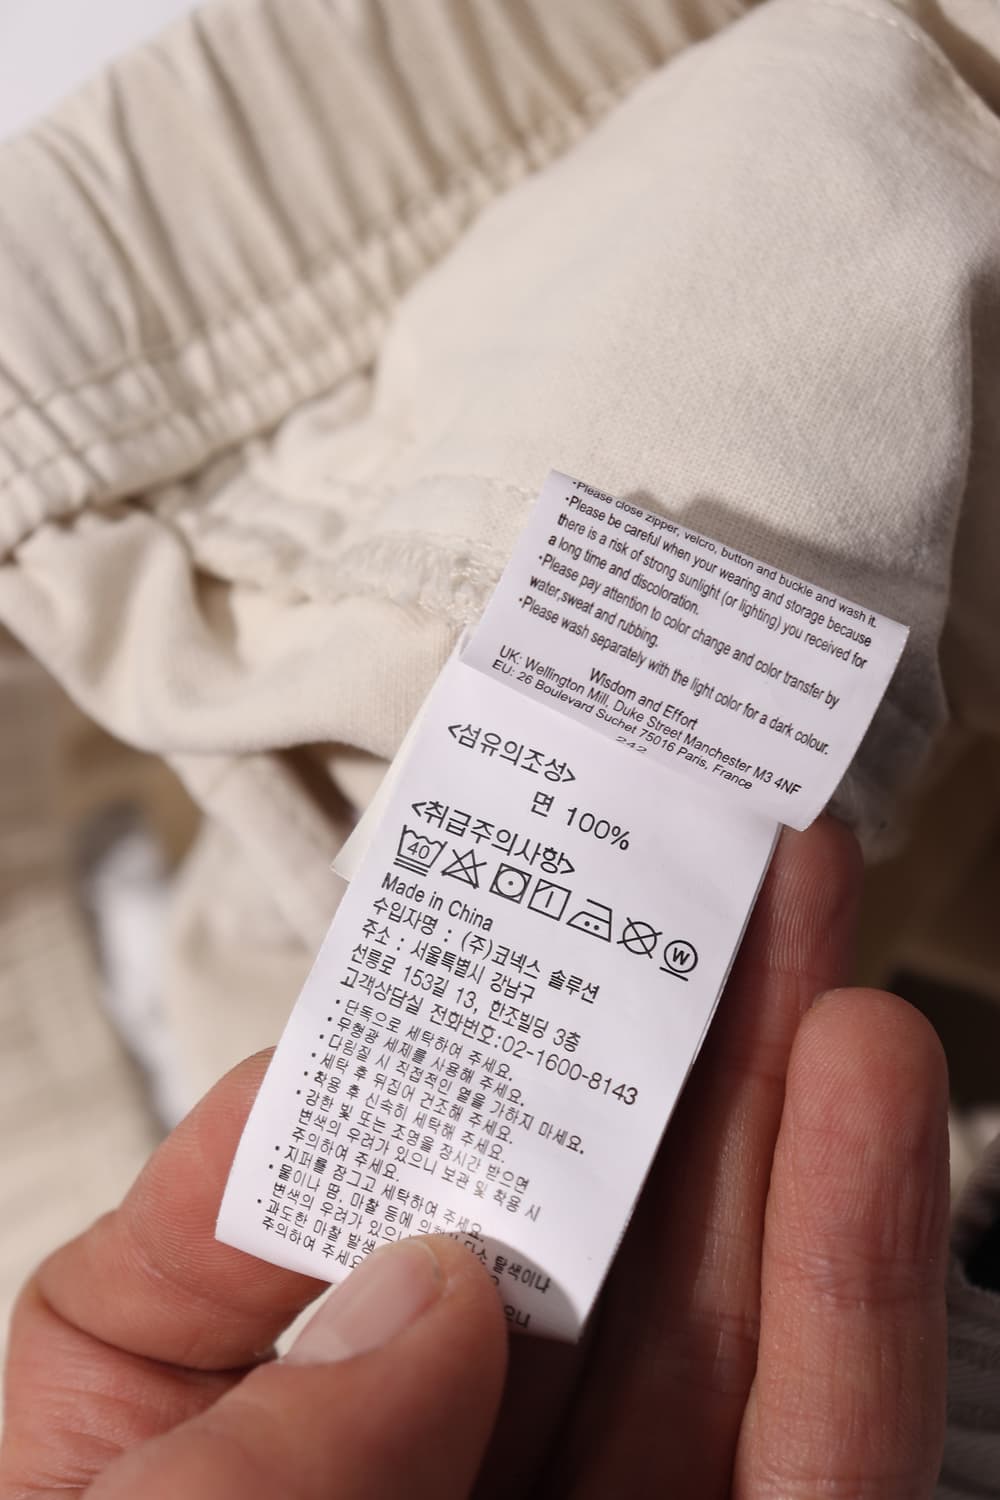 ·Please close zipper, velcro, button and buckle and wash it.
·Please be careful when your wearing and storage because
there is a risk of strong sunlight (or lighting) you received for
a long time and discoloration.
·Please pay attention to color change and color transfer by
water,sweat and rubbing.
·Please wash separately with the light color for a dark colour.
Wisdom and Effort
UK: Wellington Mill, Duke Street Manchester M3 4NF
EU: 26 Boulevard Suchet 75016 Paris, France
242
<섬유의조성>
면 100%
<취급주의사항>
40 W
Made in China
수입자명 : (주)코넥스 솔루션
주소 : 서울특별시 강남구
선릉로 153길 13, 한조빌딩 3층
고객상담실 전화번호:02-1600-8143
·단독으로 세탁하여 주세요.
·무형광 세제를 사용해 주세요.
·다림질 시 직접적인 열을 가하지 마세요.
·세탁 후 뒤집어 건조해 주세요.
·착용 후 신속히 세탁해 주세요.
·강한 빛 또는 조명을 장시간 받으면
변색의 우려가 있으니 보관 및 착용 시
주의하여 주세요.
·지퍼를 잠그고 세탁하여 주세요.
·물이나 땀, 마찰 등에 의해 다소 탈색이나
변색의 우려가 있으니
·과도한 마찰 발생
주의하여 주세요